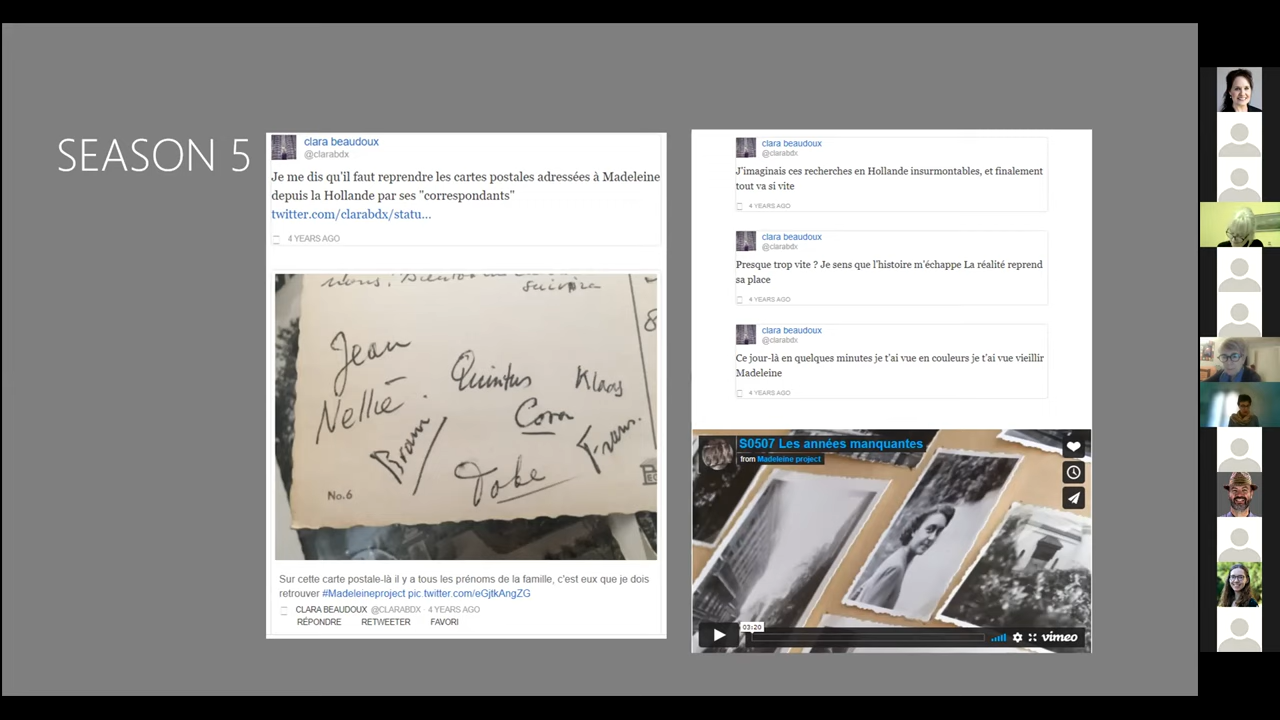 SEASON 5
clara beaudoux
@clarabdx
Je me dis qu'il faut reprendre les cartes postales adressées à Madeleine
depuis la Hollande par ses "correspondants"
twitter.com/clarabdx/statu...
4 YEARS AGO
suivra
8
Jean
Nellie.
Quintus
Klaas
Cora
Bram
Frans.
Toke
No.6
Sur cette carte postale-là il y a tous les prénoms de la famille, c'est eux que je dois
retrouver #Madeleineproject pic.twitter.com/eGjtkAngZG
CLARA BEAUDOUX @CLARABDX · 4 YEARS AGO
RÉPONDRE RETWEETER FAVORI
clara beaudoux
@clarabdx
J'imaginais ces recherches en Hollande insurmontables, et finalement
tout va si vite
4 YEARS AGO
clara beaudoux
@clarabdx
Presque trop vite ? Je sens que l'histoire m'échappe La réalité reprend
sa place
4 YEARS AGO
clara beaudoux
@clarabdx
Ce jour-là en quelques minutes je t'ai vue en couleurs je t'ai vue vieillir
Madeleine
4 YEARS AGO
S0507 Les années manquantes
from Madeleine project
03:20
vimeo